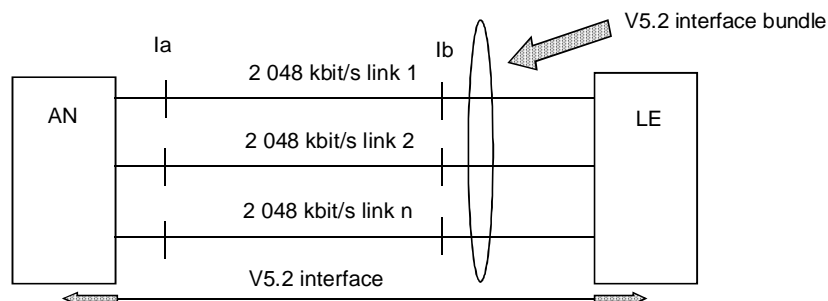 V5.2 interface bundle
Ia
Ib
2 048 kbit/s link 1
AN
LE
2 048 kbit/s link 2
2 048 kbit/s link n
V5.2 interface